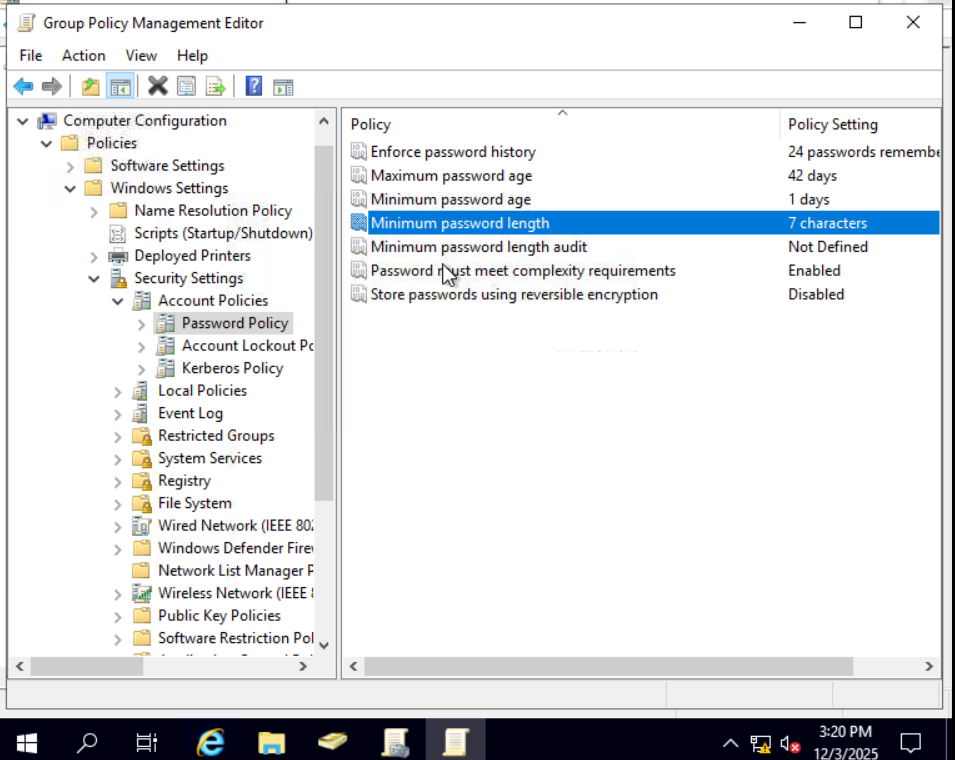 Group Policy Management Editor
File Action View Help
Computer Configuration
Policies
Software Settings
Windows Settings
Name Resolution Policy
Scripts (Startup/Shutdown)
Deployed Printers
Security Settings
Account Policies
Password Policy
Account Lockout Po
Kerberos Policy
Local Policies
Event Log
Restricted Groups
System Services
Registry
File System
Wired Network (IEEE 802
Windows Defender Firew
Network List Manager P
Wireless Network (IEEE 8
Public Key Policies
Software Restriction Pol
Policy Policy Setting
Enforce password history 24 passwords remembe
Maximum password age 42 days
Minimum password age 1 days
Minimum password length 7 characters
Minimum password length audit Not Defined
Password must meet complexity requirements Enabled
Store passwords using reversible encryption Disabled
3:20 PM
12/3/2025